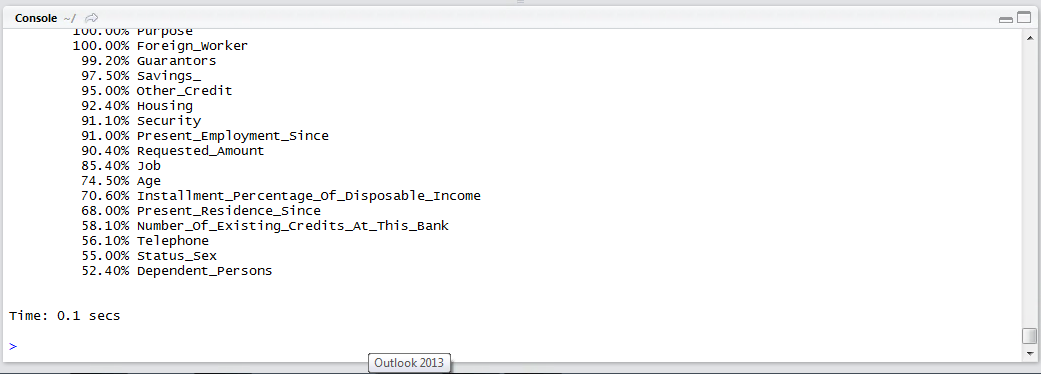 Console ~/
100.00% Purpose
100.00% Foreign_Worker
99.20% Guarantors
97.50% Savings_
95.00% Other_Credit
92.40% Housing
91.10% Security
91.00% Present_Employment_Since
90.40% Requested_Amount
85.40% Job
74.50% Age
70.60% Installment_Percentage_Of_Disposable_Income
68.00% Present_Residence_Since
58.10% Number_Of_Existing_Credits_At_This_Bank
56.10% Telephone
55.00% Status_Sex
52.40% Dependent_Persons
Time: 0.1 secs
>
Outlook 2013